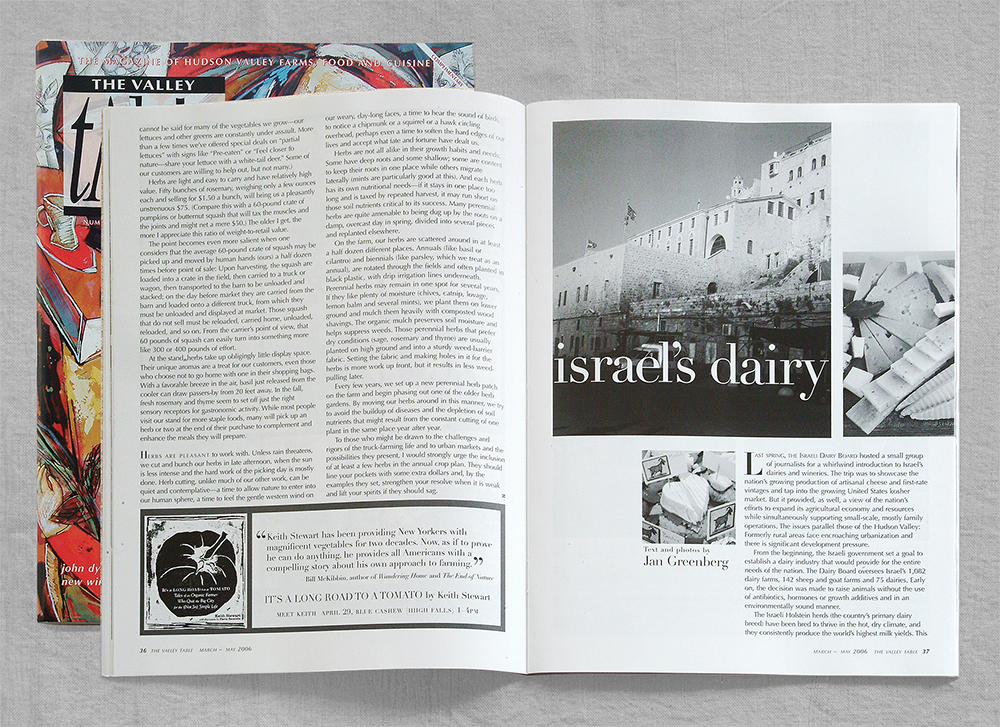 THE MAGAZINE OF HUDSON VALLEY FARMS, FOOD AND CUISINE
COMPLIMENTARY
THE VALLEY
NUM
john dy
new win
cannot be said for many of the vegetables we grow—our
lettuces and other greens are constantly under assault. More
than a few times we've offered special deals on "partial
lettuces" with signs like "Pre-eaten" or "Feel closer to
nature—share your lettuce with a white-tail deer." Some of
our customers are willing to help out, but not many.)
Herbs are light and easy to carry and have relatively high
value. Fifty bunches of rosemary, weighing only a few ounces
each and selling for $1.50 a bunch, will bring us a pleasantly
unstrenuous $75. (Compare this with a 60-pound crate of
pumpkins or butternut squash that will tax the muscles and
the joints and might net a mere $50.) The older I get, the
more I appreciate this ratio of weight-to-retail value.
The point becomes even more salient when one
considers that the average 60-pound crate of squash may be
picked up and moved by human hands (ours) a half dozen
times before point of sale: Upon harvesting, the squash are
loaded into a crate in the field, then carried to a truck or
wagon, then transported to the barn to be unloaded and
stacked; on the day before market they are carried from the
barn and loaded onto a different truck, from which they
must be unloaded and displayed at market. Those squash
that do not sell must be reloaded, carried home, unloaded,
reloaded, and so on. From the carrier's point of view, that
60 pounds of squash can easily turn into something more
like 300 or 400 pounds of effort.
At the stand, herbs take up obligingly little display space.
Their unique aromas are a treat for our customers, even those
who choose not to go home with one in their shopping bags.
With a favorable breeze in the air, basil just released from the
cooler can draw passers-by from 20 feet away. In the fall,
fresh rosemary and thyme seem to set off just the right
sensory receptors for gastronomic activity. While most people
visit our stand for more staple foods, many will pick up an
herb or two at the end of their purchase to complement and
enhance the meals they will prepare.
HERBS ARE PLEASANT to work with. Unless rain threatens,
we cut and bunch our herbs in late afternoon, when the sun
is less intense and the hard work of the picking day is mostly
done. Herb cutting, unlike much of our other work, can be
quiet and contemplative—a time to allow nature to enter into
our human sphere, a time to feel the gentle western wind on
our weary, day-long faces, a time to hear the sound of birds,
to notice a chipmunk or a squirrel or a hawk circling
overhead, perhaps even a time to soften the hard edges of our
lives and accept what fate and fortune have dealt us.
Herbs are not all alike in their growth habits and needs.
Some have deep roots and some shallow; some are content
to keep their roots in one place while others migrate
laterally (mints are particularly good at this). And each herb
has its own nutritional needs—if it stays in one place too
long and is taxed by repeated harvest, it may run short on
those soil nutrients critical to its success. Many perennial
herbs are quite amenable to being dug up by the roots on a
damp, overcast day in spring, divided into several pieces
and replanted elsewhere.
On the farm, our herbs are scattered around in at least
a half dozen different places. Annuals (like basil or
cilantro) and biennials (like parsley, which we treat as an
annual), are rotated through the fields and often planted in
black plastic, with drip irrigation lines underneath.
Perennial herbs may remain in one spot for several years.
If they like plenty of moisture (chives, catnip, lovage,
lemon balm and several mints), we plant them on lower
ground and mulch them heavily with composted wood
shavings. The organic mulch preserves soil moisture and
helps suppress weeds. Those perennial herbs that prefer
dry conditions (sage, rosemary and thyme) are usually
planted on high ground and into a sturdy weed-barrier
fabric. Setting the fabric and making holes in it for the
herbs is more work up front, but it results in less weed-
pulling later.
Every few years, we set up a new perennial herb patch
on the farm and begin phasing out one of the older herb
gardens. By moving our herbs around in this manner, we try
to avoid the buildup of diseases and the depletion of soil
nutrients that might result from the constant cutting of one
plant in the same place year after year.
To those who might be drawn to the challenges and
rigors of the truck-farming life and to urban markets and the
possibilities they present, I would strongly urge the inclusion
of at least a few herbs in the annual crop plan. They should
line your pockets with some extra dollars and, by the
examples they set, strengthen your resolve when it is weak
and lift your spirits if they should sag.
IT'S A LONG ROAD TO A TOMATO
Tales of an Organic Farmer
Who Quit the Big City
for the (Not So) Simple Life
Keith Stewart
"Keith Stewart has been providing New Yorkers with
magnificent vegetables for two decades. Now, as if to prove
he can do anything, he provides all Americans with a
compelling story about his own approach to farming."
Bill McKibbin, author of Wandering Home and The End of Nature
IT'S A LONG ROAD TO A TOMATO by Keith Stewart
MEET KEITH APRIL 29, BLUE CASHEW (HIGH FALLS) 1–4PM
36 THE VALLEY TABLE MARCH – MAY 2006
israel's dairy
Text and photos by
Jan Greenberg
LAST SPRING, THE ISRAELI DAIRY BOARD hosted a small group
of journalists for a whirlwind introduction to Israel's
dairies and wineries. The trip was to showcase the
nation's growing production of artisanal cheese and first-rate
vintages and tap into the growing United States kosher
market. But it provided, as well, a view of the nation's
efforts to expand its agricultural economy and resources
while simultaneously supporting small-scale, mostly family
operations. The issues parallel those of the Hudson Valley:
Formerly rural areas face encroaching urbanization and
there is significant development pressure.
From the beginning, the Israeli government set a goal to
establish a dairy industry that would provide for the entire
needs of the nation. The Dairy Board oversees Israel's 1,082
dairy farms, 142 sheep and goat farms and 75 dairies. Early
on, the decision was made to raise animals without the use
of antibiotics, hormones or growth additives and in an
environmentally sound manner.
The Israeli Holstein herds (the country's primary dairy
breed) have been bred to thrive in the hot, dry climate, and
they consistently produce the world's highest milk yields. This
MARCH – MAY 2006 THE VALLEY TABLE 37